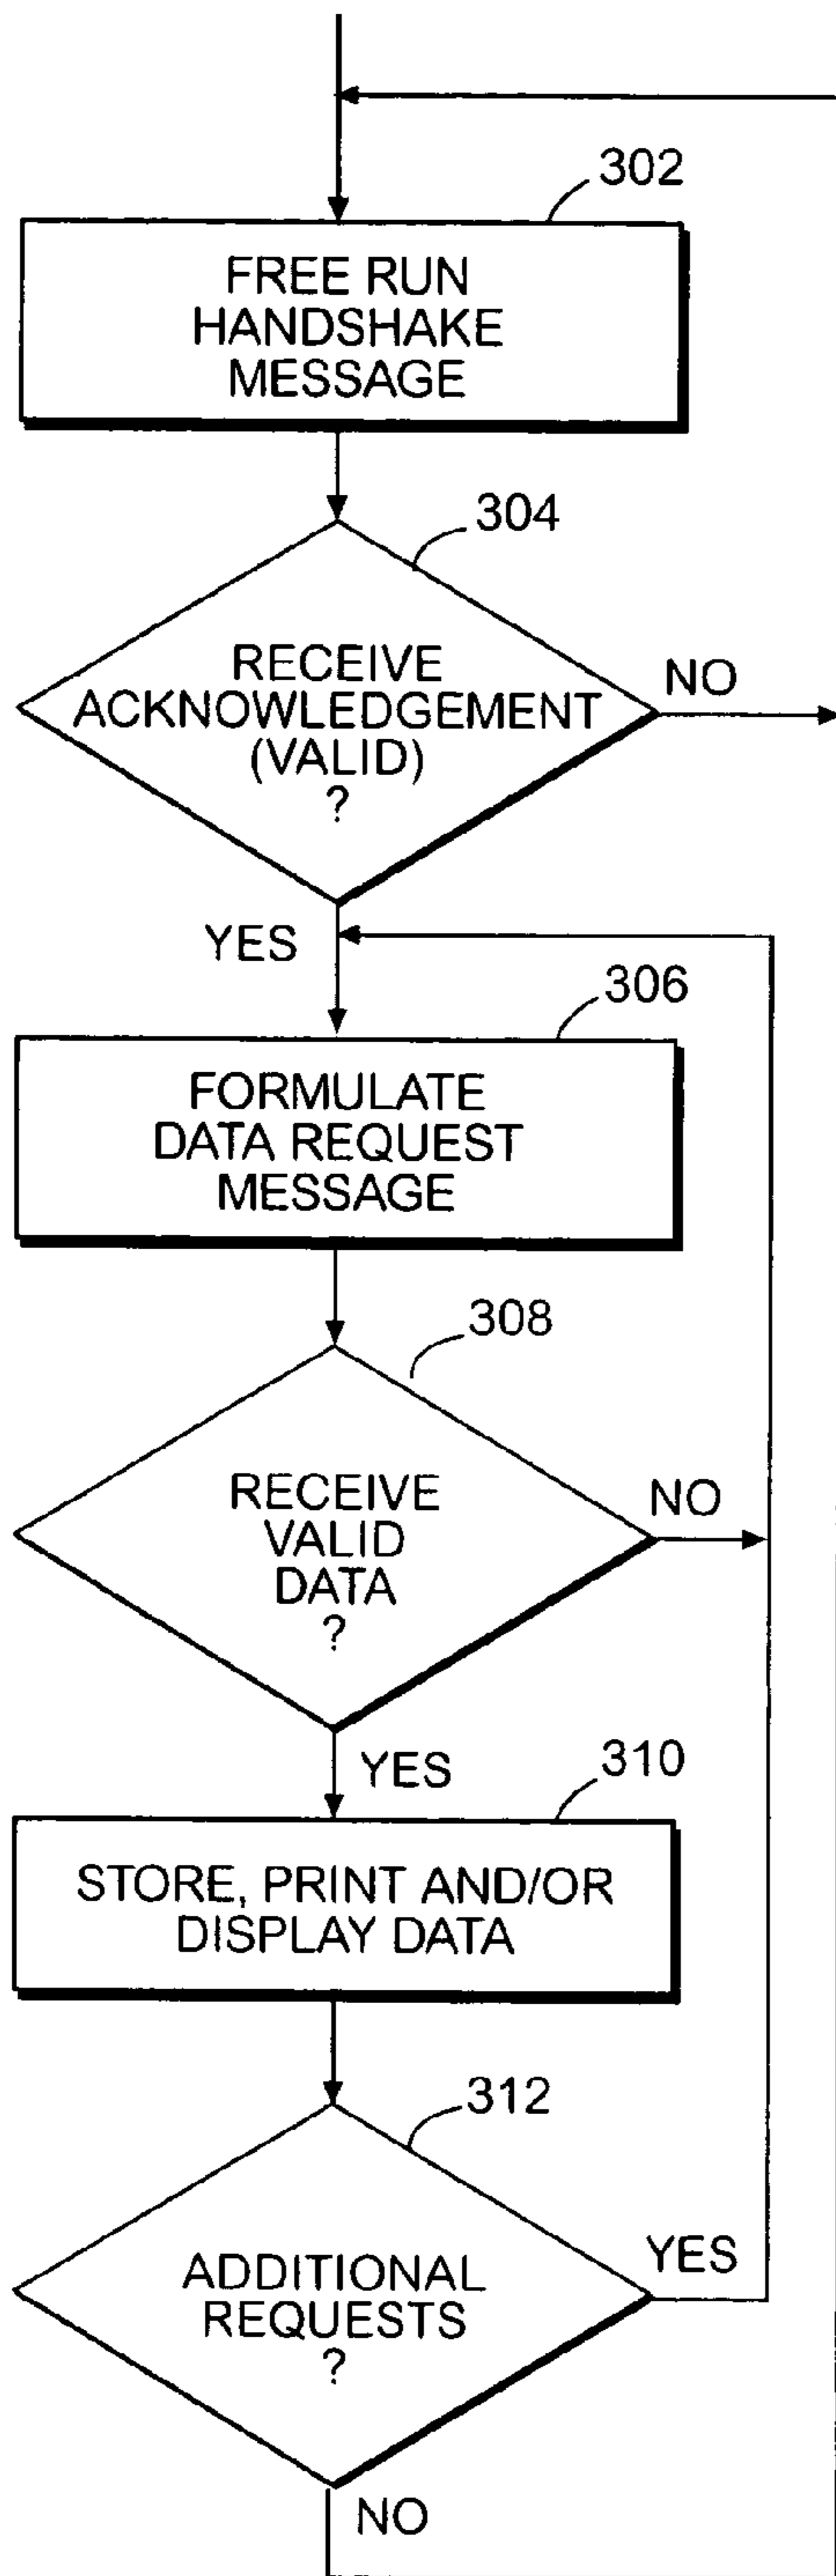 302
FREE RUN
HANDSHAKE
MESSAGE
304
RECEIVE
ACKNOWLEDGEMENT
(VALID)
?
NO
YES
306
FORMULATE
DATA REQUEST
MESSAGE
308
RECEIVE
VALID
DATA
?
NO
YES
310
STORE, PRINT AND/OR
DISPLAY DATA
312
ADDITIONAL
REQUESTS
?
YES
NO